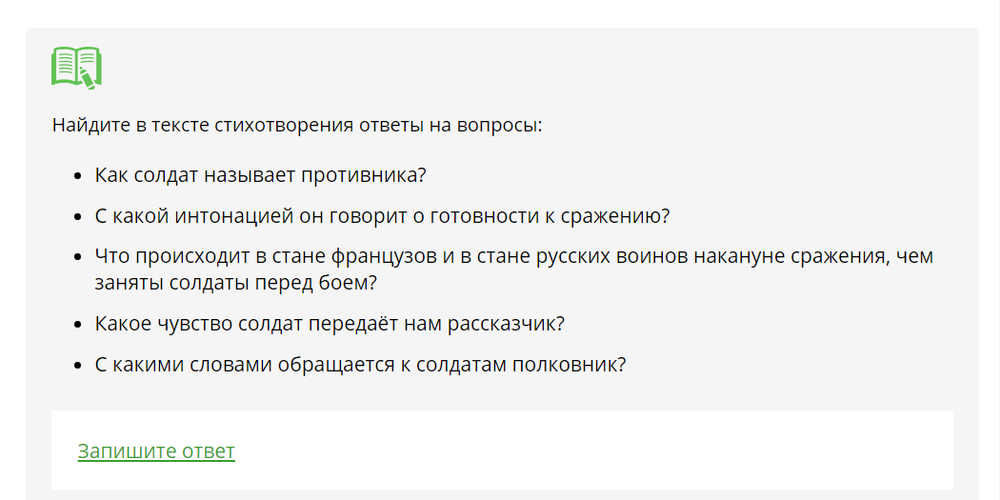 Найдите в тексте стихотворения ответы на вопросы:
• Как солдат называет противника?
• С какой интонацией он говорит о готовности к сражению?
• Что происходит в стане французов и в стане русских воинов накануне сражения, чем
заняты солдаты перед боем?
• Какое чувство солдат передаёт нам рассказчик?
• С какими словами обращается к солдатам полковник?
Запишите ответ